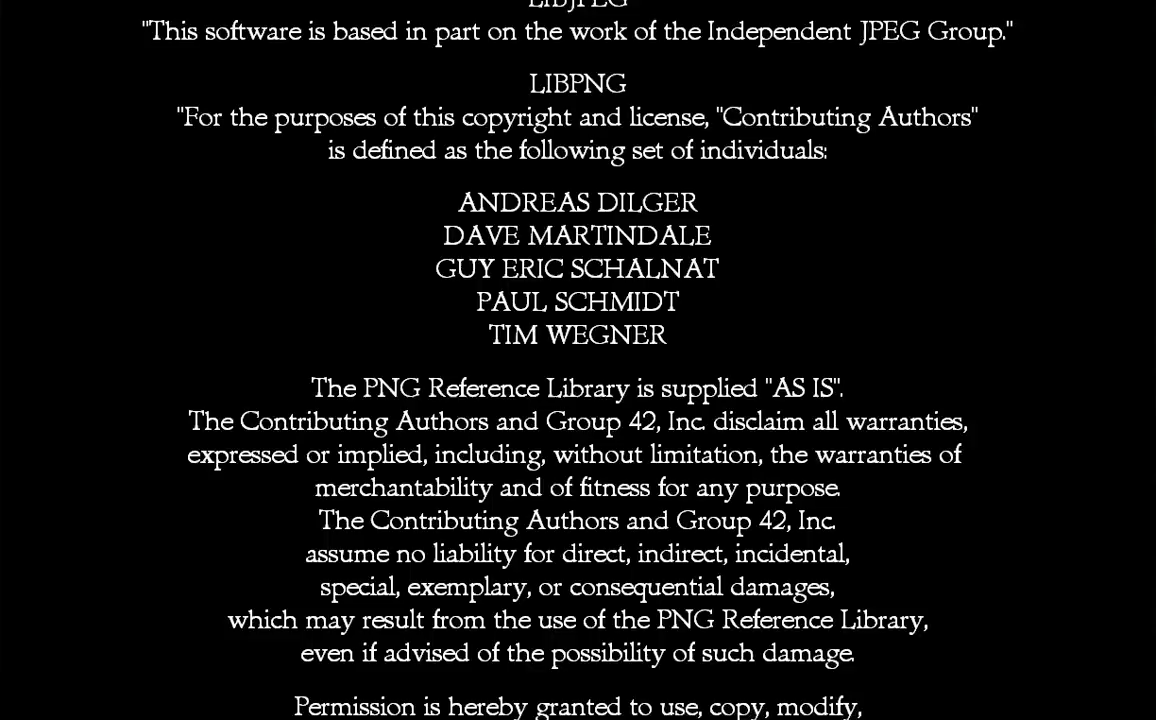 LIBJPEG
"This software is based in part on the work of the Independent JPEG Group."
LIBPNG
"For the purposes of this copyright and license, "Contributing Authors"
is defined as the following set of individuals:
ANDREAS DILGER
DAVE MARTINDALE
GUY ERIC SCHALNAT
PAUL SCHMIDT
TIM WEGNER
The PNG Reference Library is supplied "AS IS".
The Contributing Authors and Group 42, Inc. disclaim all warranties,
expressed or implied, including, without limitation, the warranties of
merchantability and of fitness for any purpose.
The Contributing Authors and Group 42, Inc.
assume no liability for direct, indirect, incidental,
special, exemplary, or consequential damages,
which may result from the use of the PNG Reference Library,
even if advised of the possibility of such damage.
Permission is hereby granted to use, copy, modify,